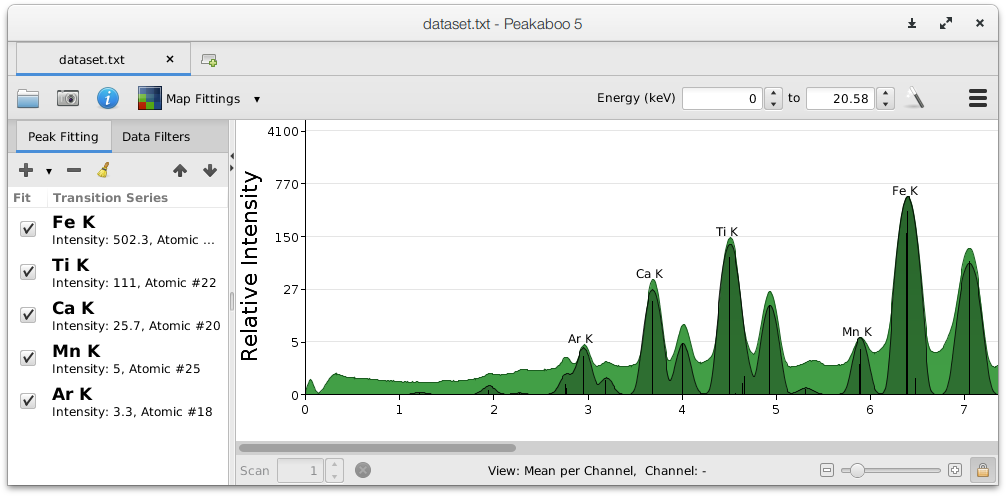 dataset.txt - Peakaboo 5
dataset.txt
Map Fittings
Energy (keV) 0 to 20.58
Peak Fitting Data Filters
Fit Transition Series
Fe K
Intensity: 502.3, Atomic ...
Ti K
Intensity: 111, Atomic #22
Ca K
Intensity: 25.7, Atomic #20
Mn K
Intensity: 5, Atomic #25
Ar K
Intensity: 3.3, Atomic #18
Relative Intensity
4100
770
150
27
5
0
Ar K
Ca K
Ti K
Mn K
Fe K
0 1 2 3 4 5 6 7
Scan 1
View: Mean per Channel, Channel: -